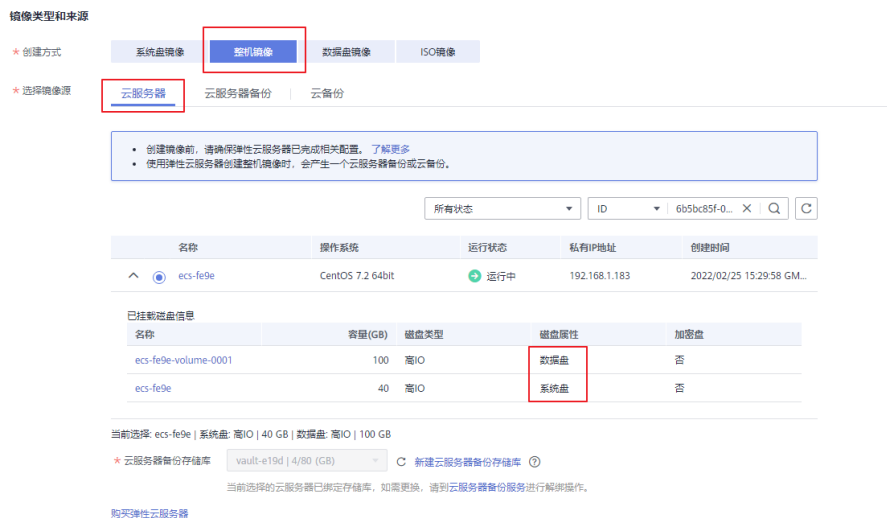 镜像类型和来源
* 创建方式 系统盘镜像 整机镜像 数据盘镜像 ISO镜像
* 选择镜像源 云服务器 云服务器备份 云备份
• 创建镜像前，请确保弹性云服务器已完成相关配置。 了解更多
• 使用弹性云服务器创建整机镜像时，会产生一个云服务器备份或云备份。
所有状态 ID 6b5bc85f-0...
名称 操作系统 运行状态 私有IP地址 创建时间
ecs-fe9e CentOS 7.2 64bit 运行中 192.168.1.183 2022/02/25 15:29:58 GM...
已挂载磁盘信息
名称 容量(GB) 磁盘类型 磁盘属性 加密盘
ecs-fe9e-volume-0001 100 高IO 数据盘 否
ecs-fe9e 40 高IO 系统盘 否
当前选择: ecs-fe9e | 系统盘: 高IO | 40 GB | 数据盘: 高IO | 100 GB
* 云服务器备份存储库 vault-e19d | 4/80 (GB) 新建云服务器备份存储库 ?
当前选择的云服务器已绑定存储库，如需更换，请到云服务器备份服务进行解绑操作。
购买弹性云服务器